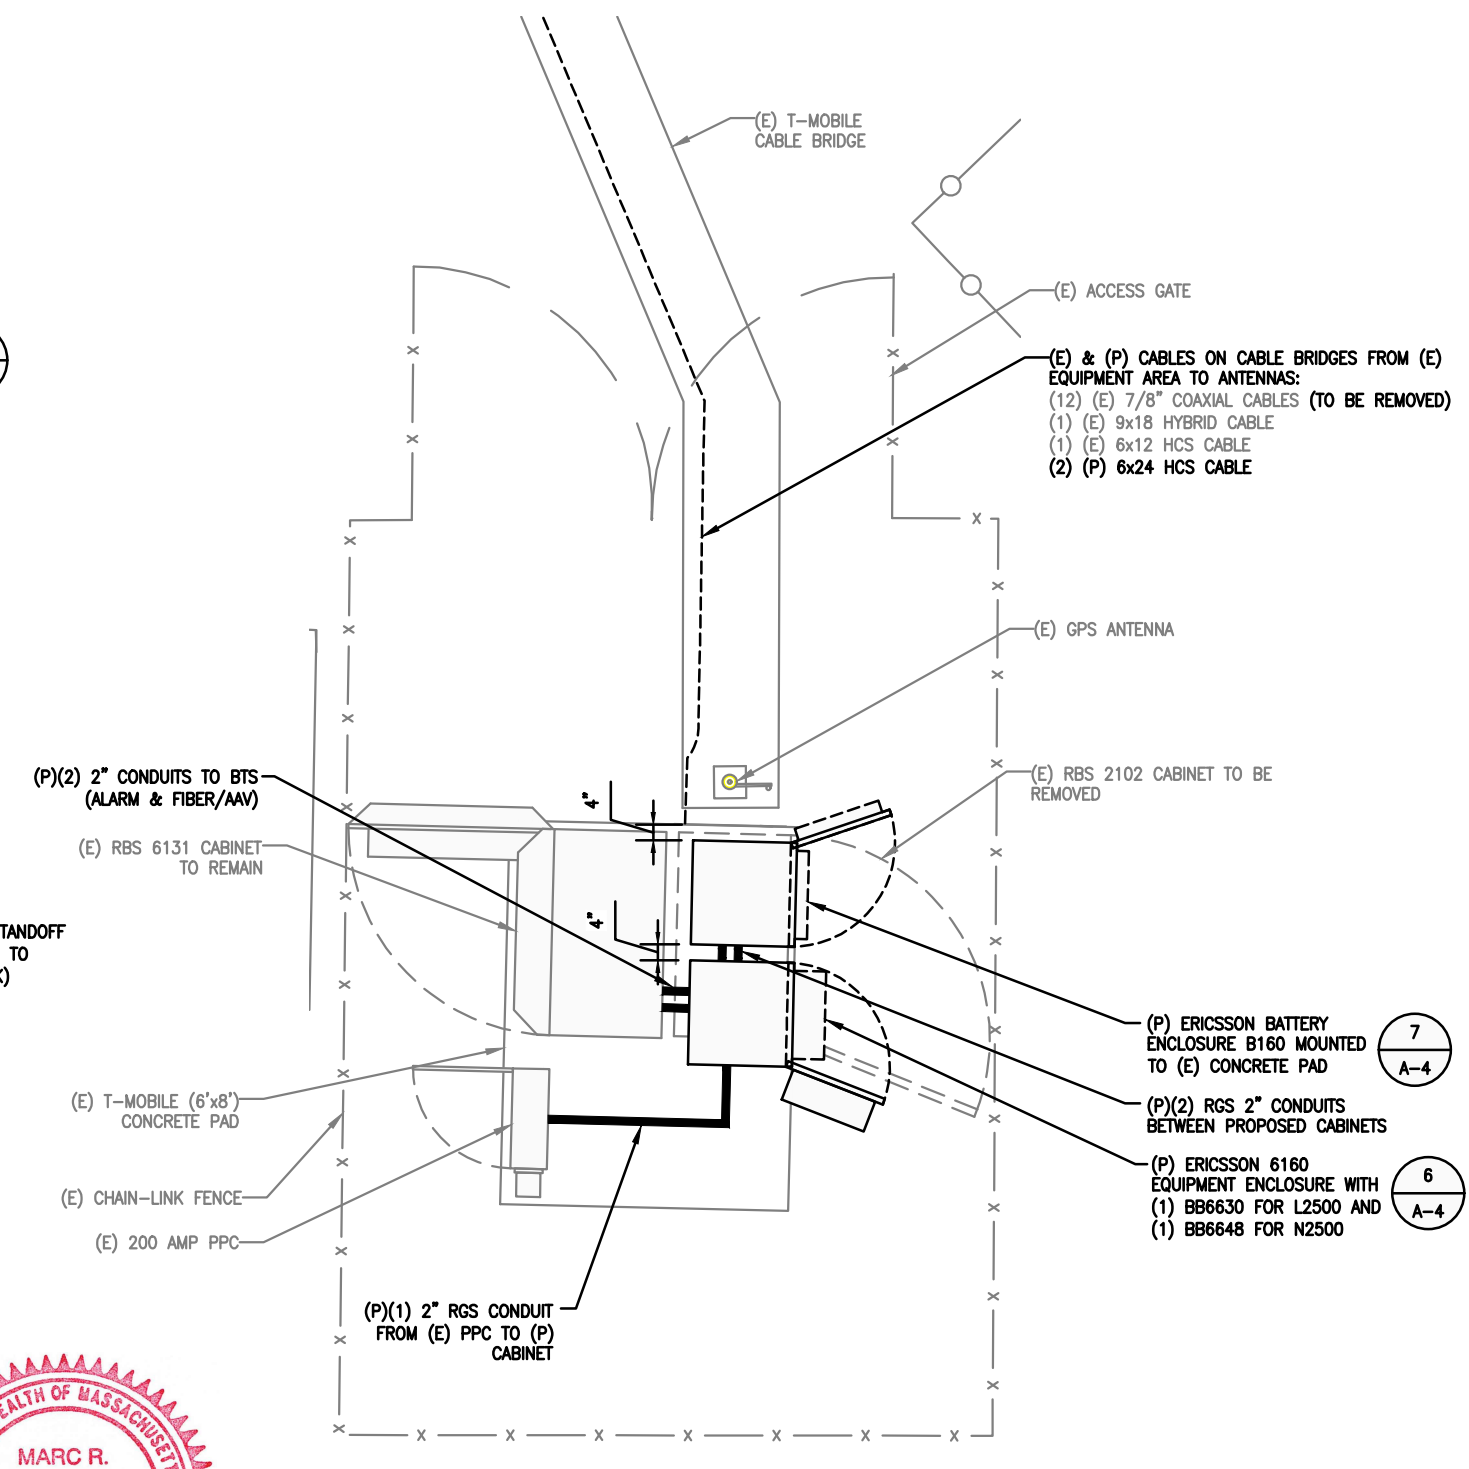 (E) T-MOBILE
CABLE BRIDGE
(E) ACCESS GATE
(E) & (P) CABLES ON CABLE BRIDGES FROM (E)
EQUIPMENT AREA TO ANTENNAS:
(12) (E) 7/8" COAXIAL CABLES (TO BE REMOVED)
(1) (E) 9x18 HYBRID CABLE
(1) (E) 6x12 HCS CABLE
(2) (P) 6x24 HCS CABLE
(E) GPS ANTENNA
(P)(2) 2" CONDUITS TO BTS
(ALARM & FIBER/AAV)
(E) RBS 2102 CABINET TO BE
REMOVED
4"
(E) RBS 6131 CABINET
TO REMAIN
4"
TANDOFF
TO
)
(P) ERICSSON BATTERY
ENCLOSURE B160 MOUNTED
TO (E) CONCRETE PAD
7
A-4
(E) T-MOBILE (6'x8')
CONCRETE PAD
(P)(2) RGS 2" CONDUITS
BETWEEN PROPOSED CABINETS
(P) ERICSSON 6160
EQUIPMENT ENCLOSURE WITH
(1) BB6630 FOR L2500 AND
(1) BB6648 FOR N2500
6
A-4
(E) CHAIN-LINK FENCE
(E) 200 AMP PPC
(P)(1) 2" RGS CONDUIT
FROM (E) PPC TO (P)
CABINET
EALTH OF MASSACHUSETT
MARC R.